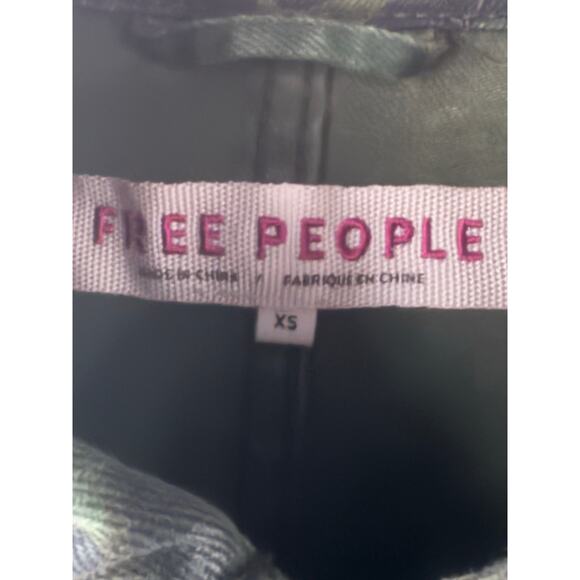 FREE PEOPLE
MADE IN CHINA / FABRIQUE EN CHINE
XS